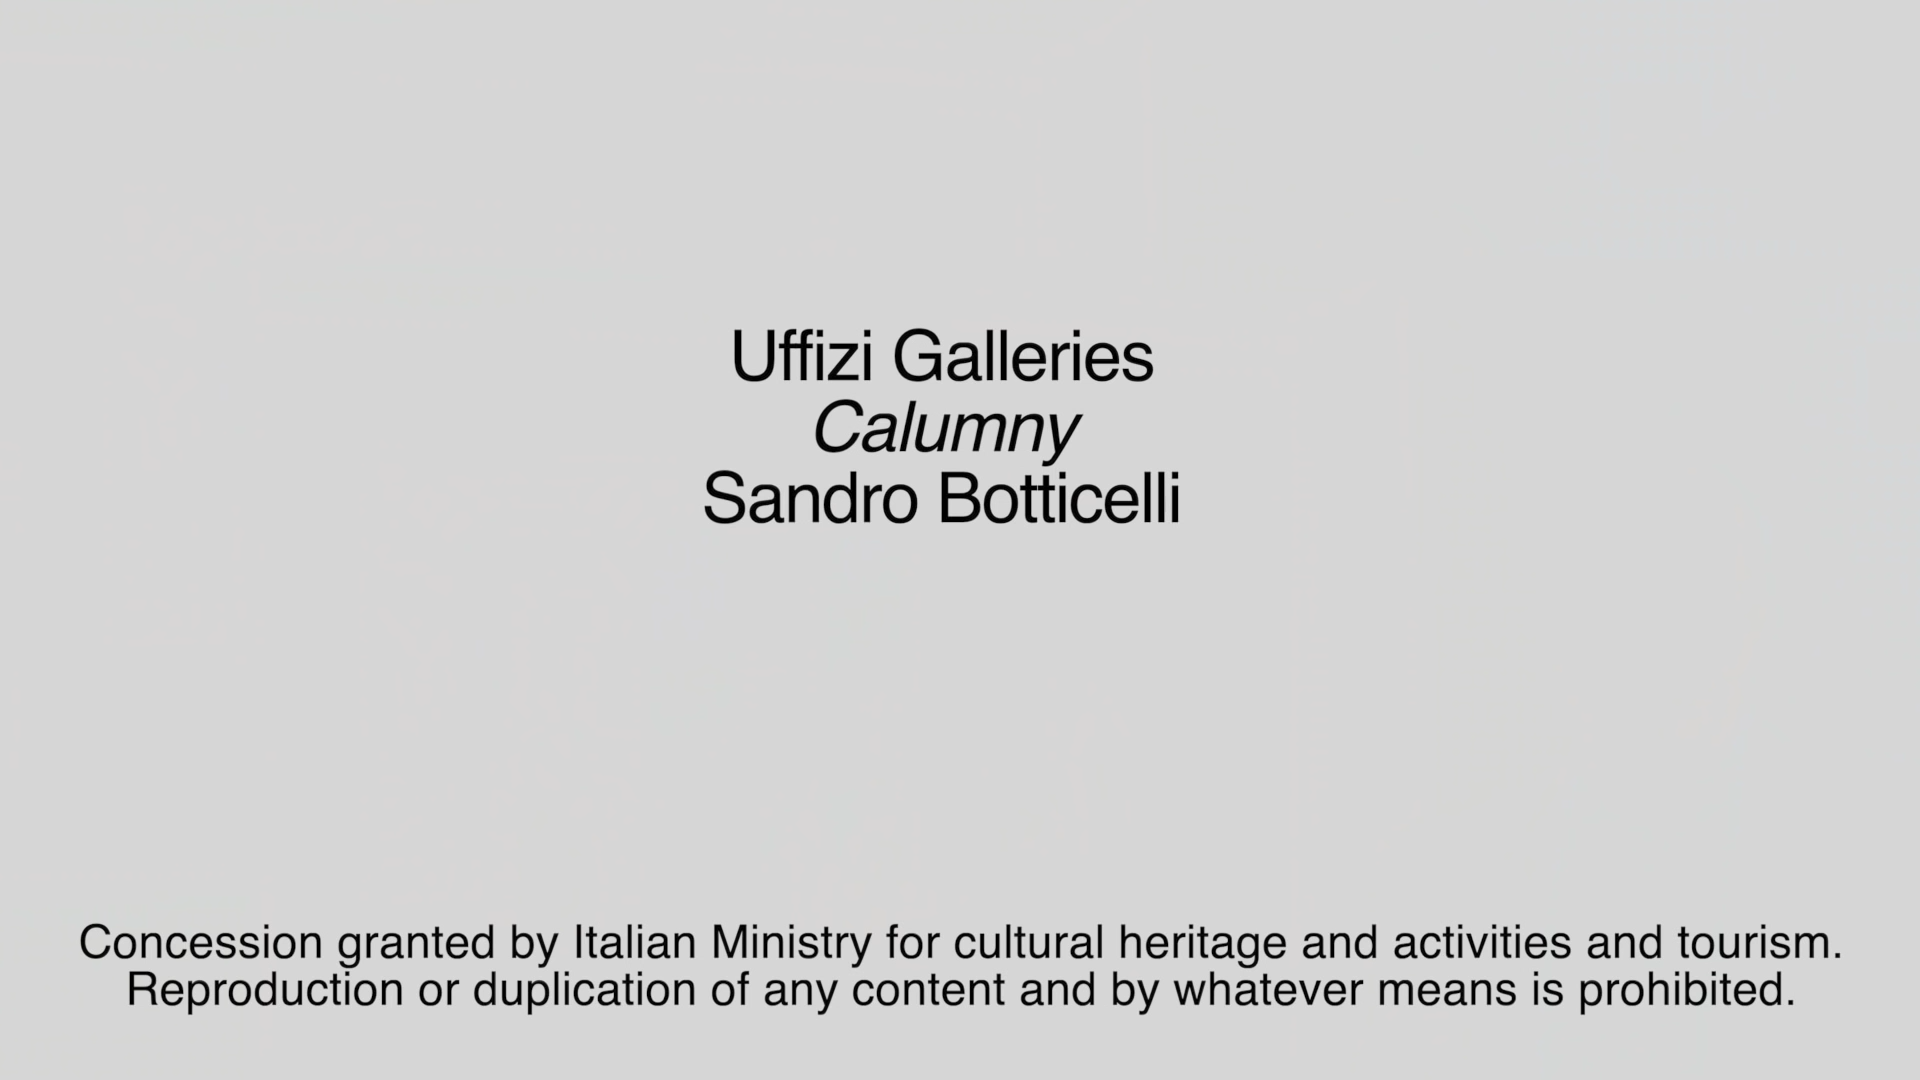 Uffizi Galleries
Calumny
Sandro Botticelli
Concession granted by Italian Ministry for cultural heritage and activities and tourism.
Reproduction or duplication of any content and by whatever means is prohibited.